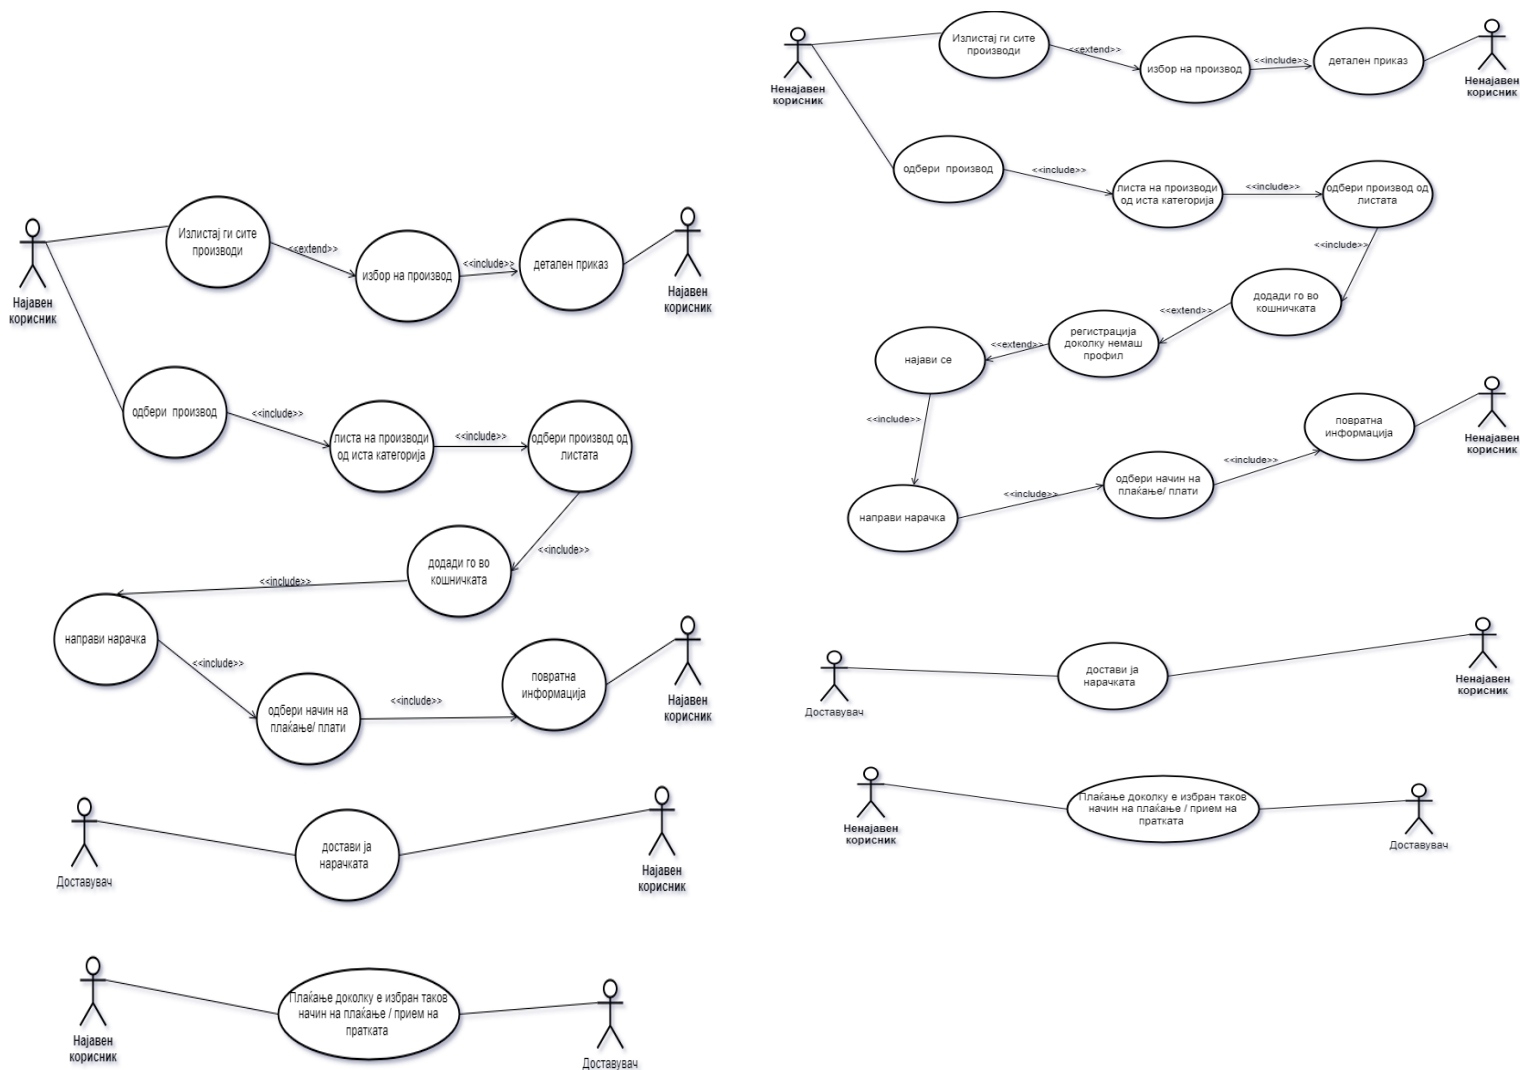 Излистај ги сите
производи
<<extend>>
избор на производ
<<include>>
детален приказ
Најавен
корисник
Најавен
корисник
одбери производ
<<include>>
листа на производи
од иста категорија
<<include>>
одбери производ од
листата
<<include>>
додади го во
кошничката
<<include>>
направи нарачка
<<include>>
одбери начин на
плаќање/ плати
<<include>>
повратна
информација
Најавен
корисник
Доставувач
достави ја
нарачката
Најавен
корисник
Најавен
корисник
Плаќање доколку е избран таков
начин на плаќање / прием на
пратката
Доставувач
Ненајавен
корисник
Излистај ги сите
производи
<<extend>>
избор на производ
<<include>>
детален приказ
Ненајавен
корисник
одбери производ
<<include>>
листа на производи
од иста категорија
<<include>>
одбери производ од
листата
<<include>>
додади го во
кошничката
<<extend>>
регистрација
доколку немаш
профил
<<extend>>
најави се
<<include>>
направи нарачка
<<include>>
одбери начин на
плаќање/ плати
<<include>>
повратна
информација
Ненајавен
корисник
Доставувач
достави ја
нарачката
Ненајавен
корисник
Ненајавен
корисник
Плаќање доколку е избран таков
начин на плаќање / прием на
пратката
Доставувач